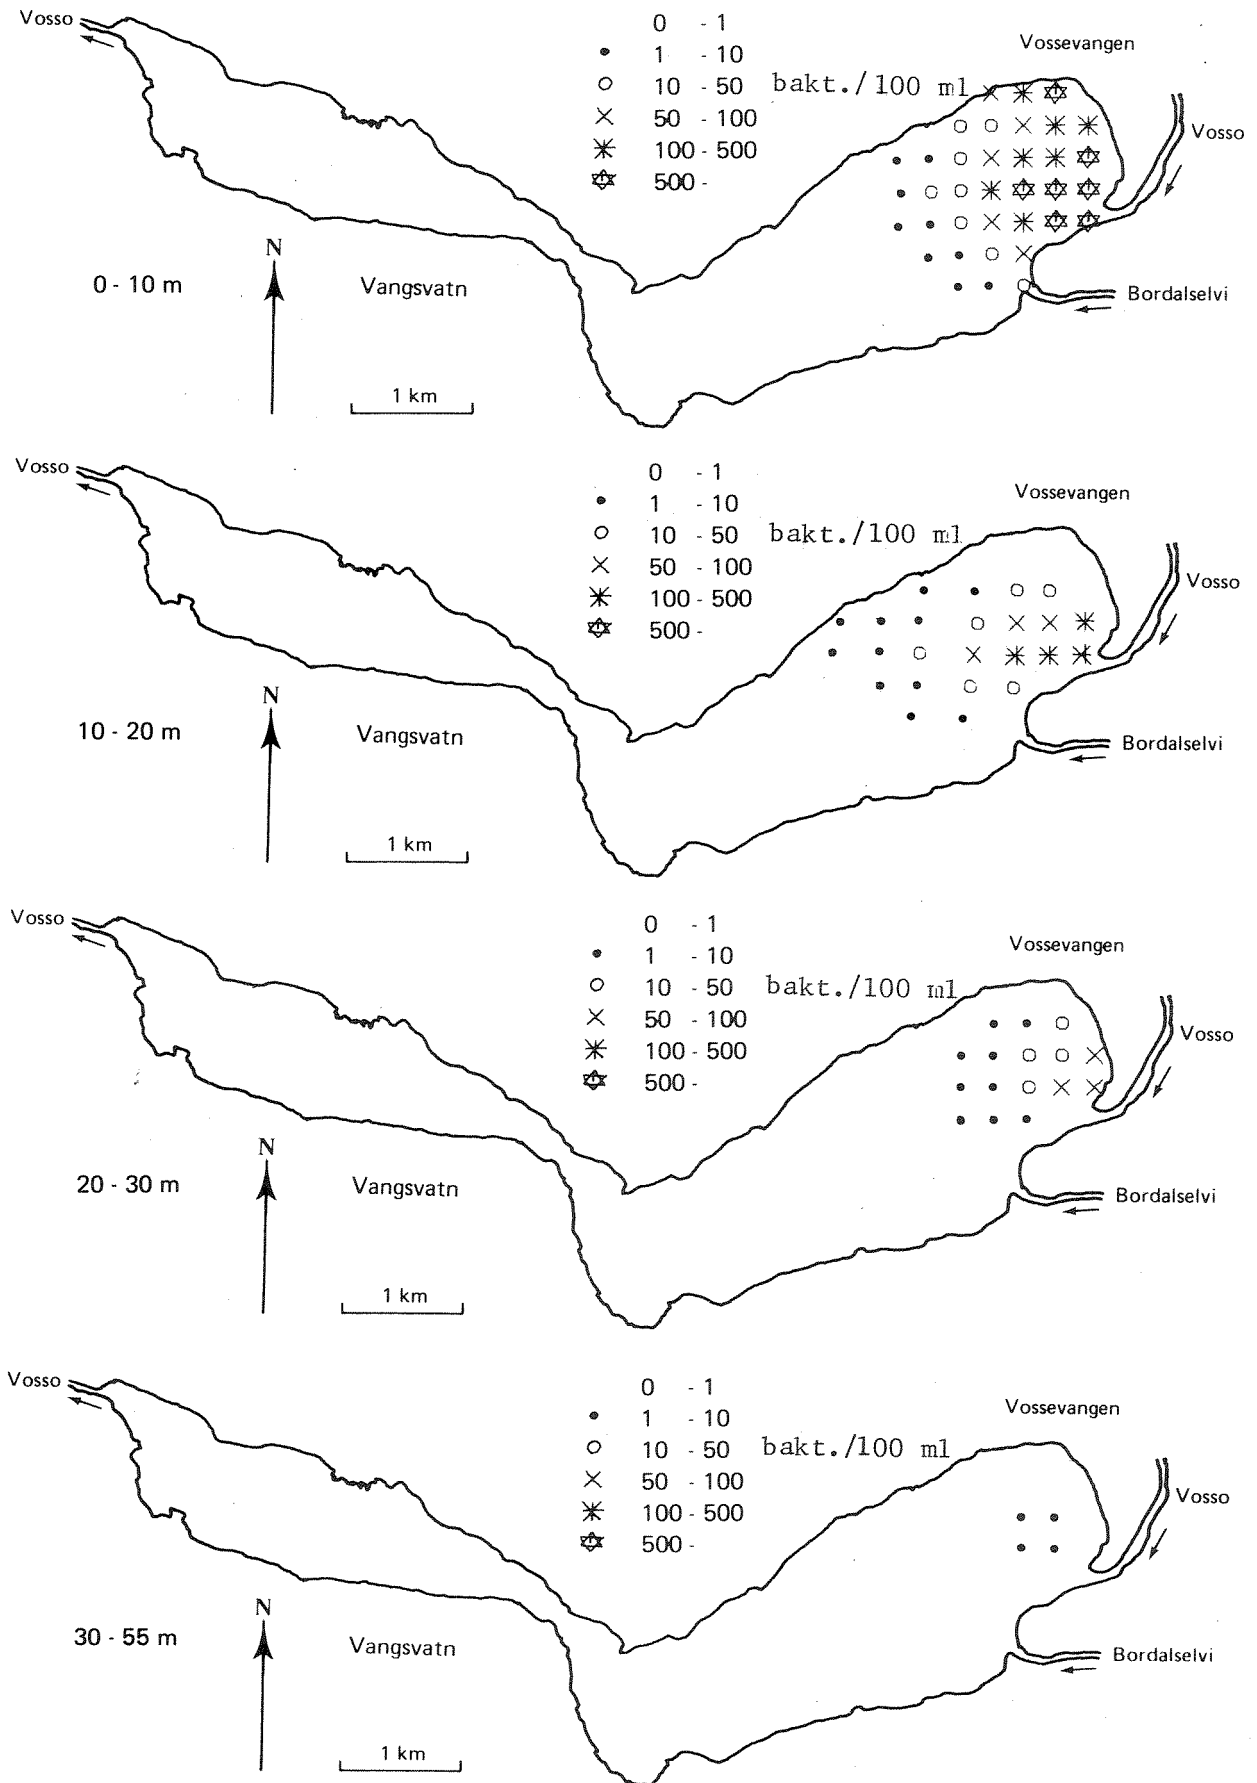 Vosso
0 - 1
1 - 10
10 - 50 bakt./100 ml
50 - 100
100 - 500
500 -
Vossevangen
Vosso
N
0 - 10 m
Vangsvatn
Bordalselvi
1 km
Vosso
0 - 1
1 - 10
10 - 50 bakt./100 ml
50 - 100
100 - 500
500 -
Vossevangen
Vosso
N
10 - 20 m
Vangsvatn
Bordalselvi
1 km
Vosso
0 - 1
1 - 10
10 - 50 bakt./100 ml
50 - 100
100 - 500
500 -
Vossevangen
Vosso
N
20 - 30 m
Vangsvatn
Bordalselvi
1 km
Vosso
0 - 1
1 - 10
10 - 50 bakt./100 ml
50 - 100
100 - 500
500 -
Vossevangen
Vosso
N
30 - 55 m
Vangsvatn
Bordalselvi
1 km